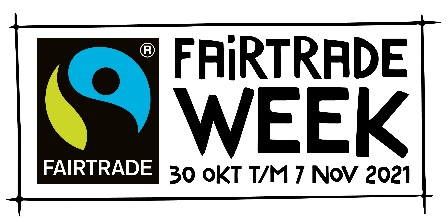 ®
FAIRTRADE
FAiRTRADE
WEEK
30 OKT T/M 7 NOV 2021